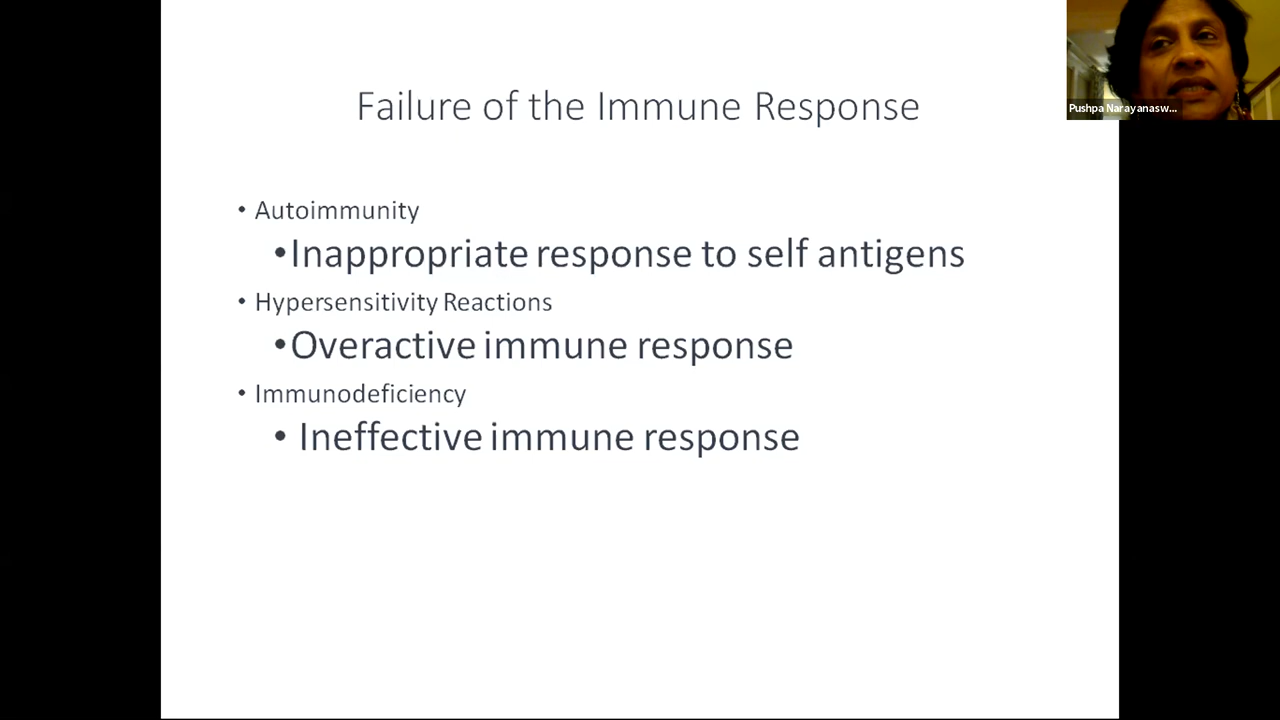 Failure of the Immune Response
• Autoimmunity
•Inappropriate response to self antigens
• Hypersensitivity Reactions
•Overactive immune response
• Immunodeficiency
• Ineffective immune response
Pushpa Narayanasw...